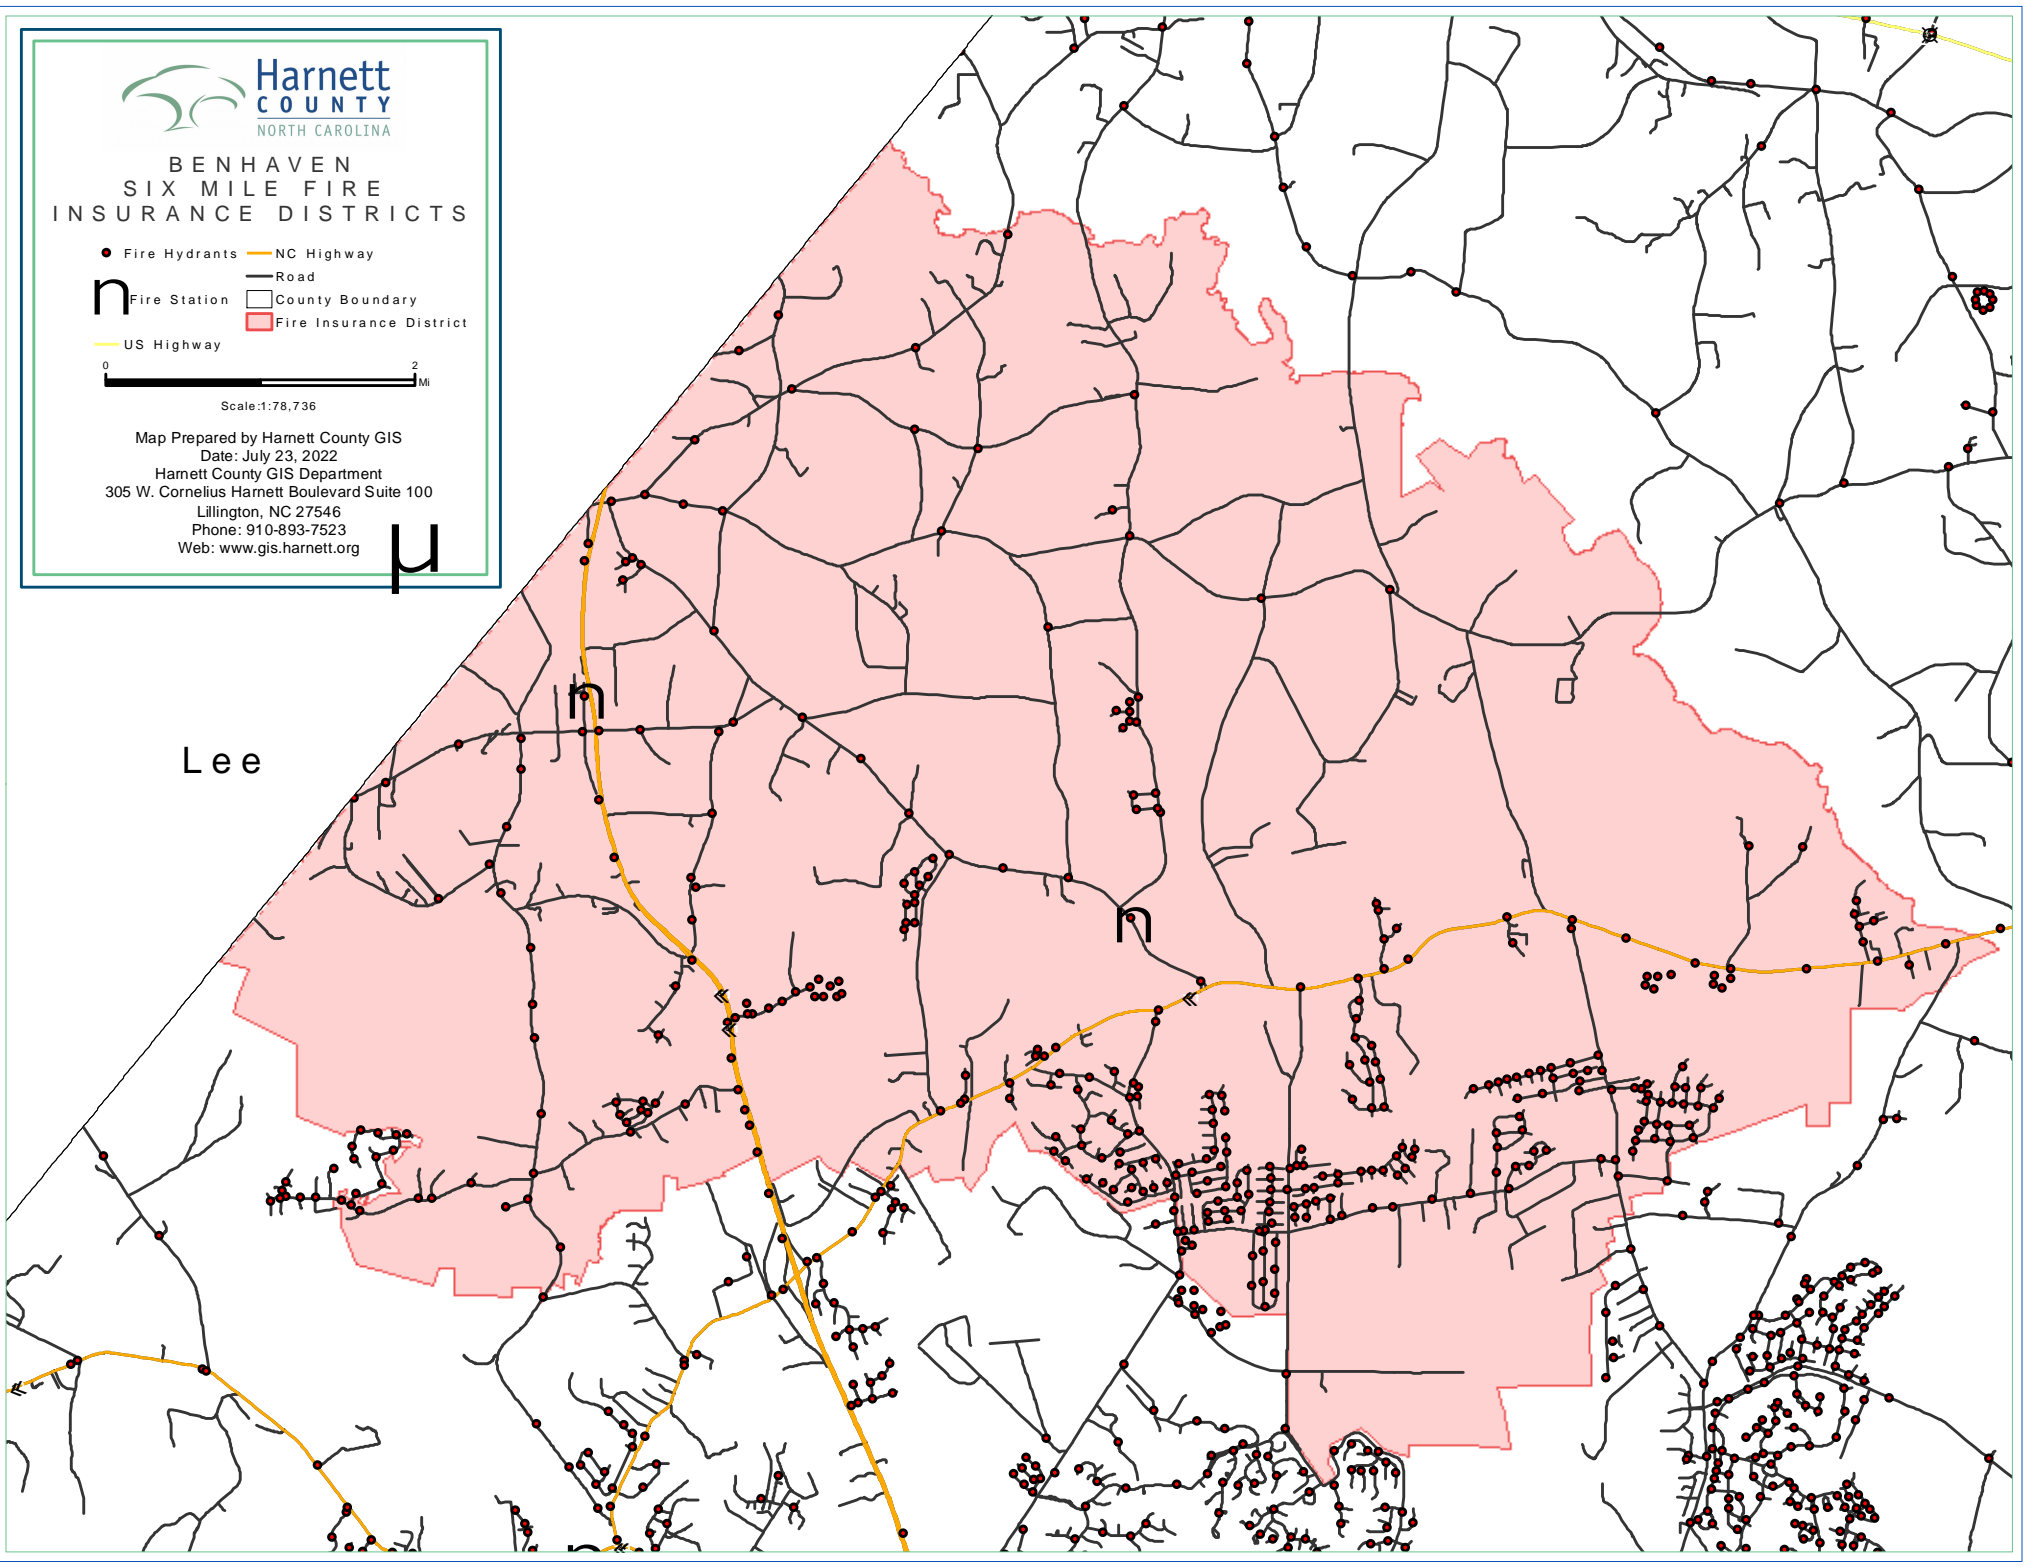 Harnett
COUNTY
NORTH CAROLINA
BENHAVEN
SIX MILE FIRE
INSURANCE DISTRICTS
Fire Hydrants
NC Highway
Road
n Fire Station
County Boundary
Fire Insurance District
US Highway
0 2
Mi
Scale:1:78,736
Map Prepared by Harnett County GIS
Date: July 23, 2022
Harnett County GIS Department
305 W. Cornelius Harnett Boulevard Suite 100
Lillington, NC 27546
Phone: 910-893-7523
Web: www.gis.harnett.org
µ
n
Lee
n
n